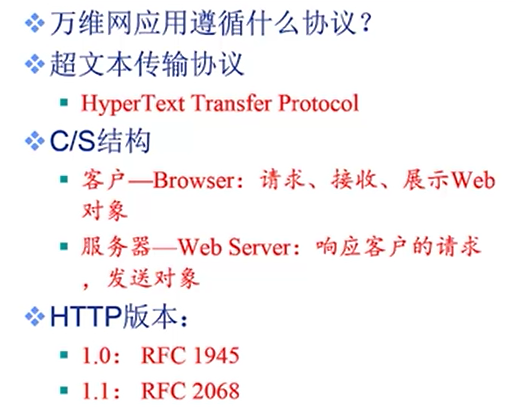 万维网应用遵循什么协议？
超文本传输协议
HyperText Transfer Protocol
C/S结构
客户—Browser：请求、接收、展示Web
对象
服务器—Web Server：响应客户的请求
，发送对象
HTTP版本：
1.0： RFC 1945
1.1： RFC 2068